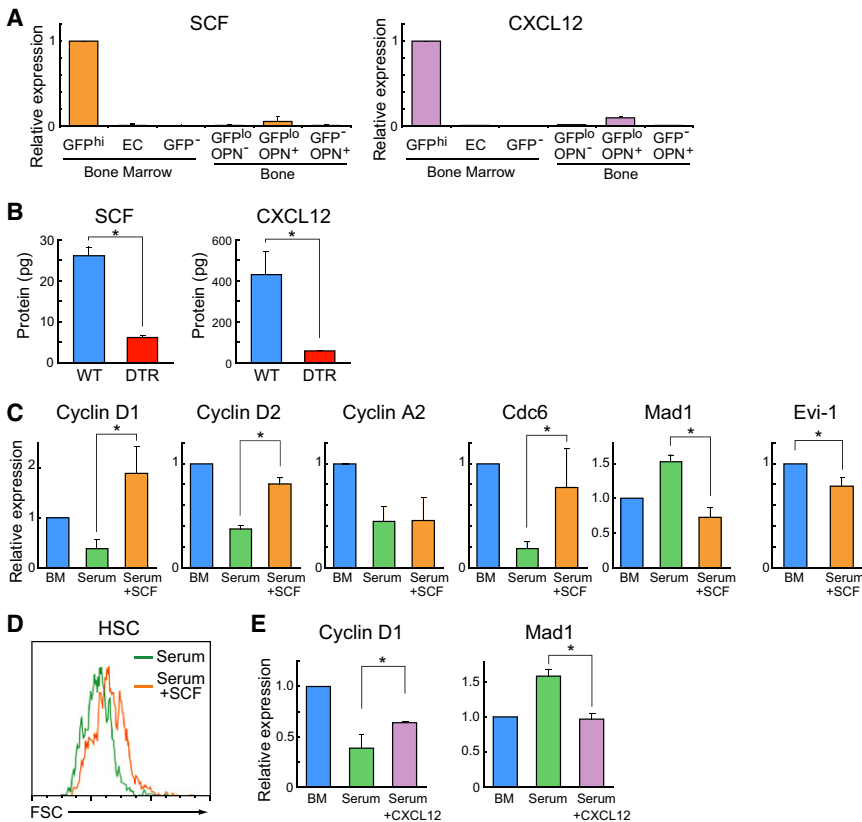 A
SCF
CXCL12
Relative expression
1
0
GFPhi
EC
GFP-
GFPlo OPN-
GFPlo OPN+
GFP- OPN+
Bone Marrow
Bone
Relative expression
1
0
GFPhi
EC
GFP-
GFPlo OPN-
GFPlo OPN+
GFP- OPN+
Bone Marrow
Bone
B
SCF
CXCL12
Protein (pg)
30
20
10
0
*
WT
DTR
Protein (pg)
600
400
200
0
*
WT
DTR
C
Cyclin D1
Cyclin D2
Cyclin A2
Cdc6
Mad1
Evi-1
Relative expression
2
1
0
*
BM
Serum
Serum +SCF
1
0
*
BM
Serum
Serum +SCF
1
0
BM
Serum
Serum +SCF
1
0
*
BM
Serum
Serum +SCF
1.5
1.0
0.5
*
BM
Serum
Serum +SCF
1
0
*
BM
Serum +SCF
D
HSC
Serum
Serum
+SCF
FSC
E
Cyclin D1
Mad1
Relative expression
1.0
0.5
0
*
BM
Serum
Serum +CXCL12
1.5
1.0
0.5
0
*
BM
Serum
Serum +CXCL12